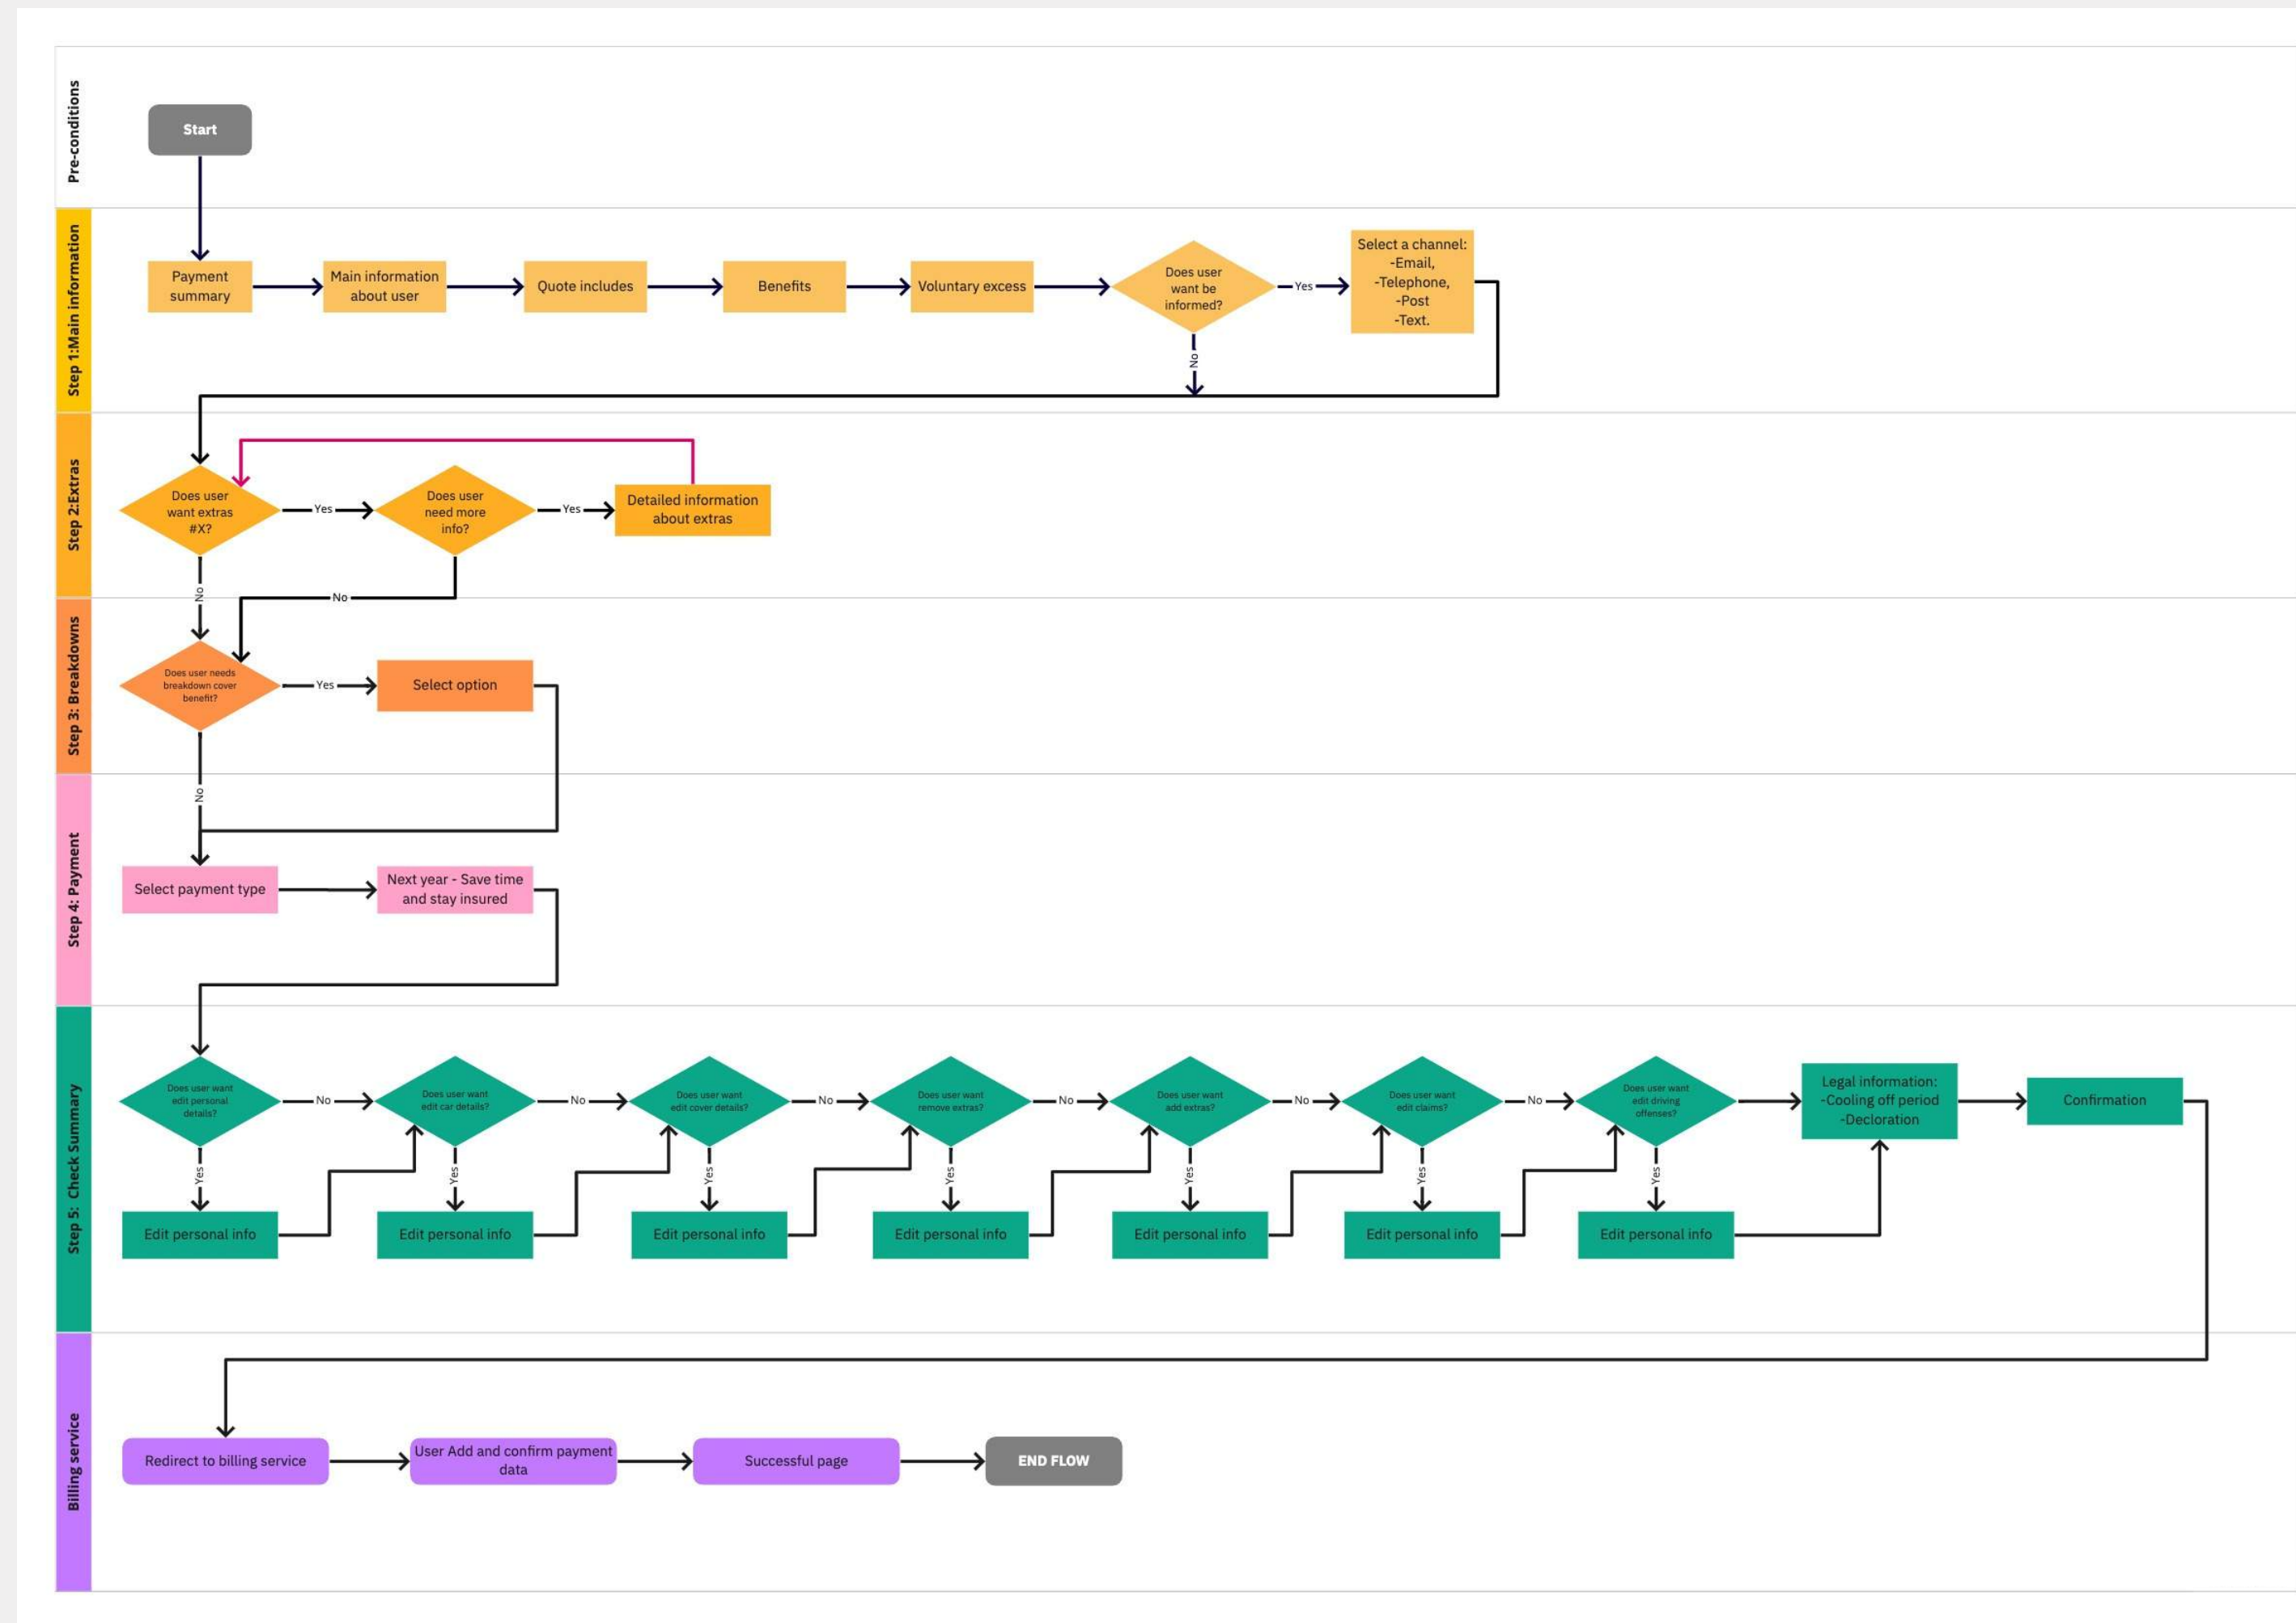 Pre-conditions
Start
Step 1:Main information
Payment
summary
Main information
about user
Quote includes
Benefits
Voluntary excess
Does user
want be
informed?
Yes
No
Select a channel:
-Email,
-Telephone,
-Post
-Text.
Step 2:Extras
Does user
want extras
#X?
Yes
Does user
need more
info?
Yes
Detailed information
about extras
No
No
Step 3: Breakdowns
Does user needs
breakdown cover
benefit?
Yes
Select option
No
Step 4: Payment
Select payment type
Next year - Save time
and stay insured
Step 5: Check Summary
Does user want
edit personal
details?
No
Does user want
edit car details?
No
Does user want
edit cover details?
No
Does user want
remove extras?
No
Does user want
add extras?
No
Does user want
edit claims?
No
Does user want
edit driving
offenses?
Legal information:
-Cooling off period
-Decloration
Confirmation
Yes
Yes
Yes
Yes
Yes
Yes
Yes
Edit personal info
Edit personal info
Edit personal info
Edit personal info
Edit personal info
Edit personal info
Edit personal info
Billing service
Redirect to billing service
User Add and confirm payment
data
Successful page
END FLOW